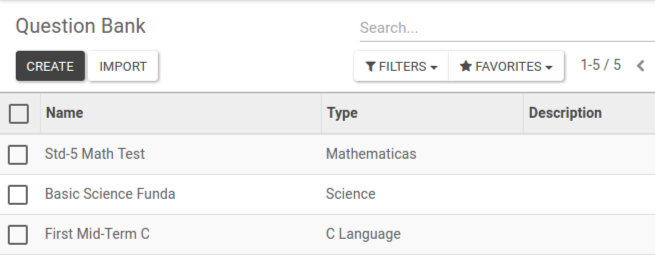 Question Bank
Search...
CREATE IMPORT FILTERS FAVORITES 1-5 / 5
Name Type Description
Std-5 Math Test Mathematicas
Basic Science Funda Science
First Mid-Term C C Language